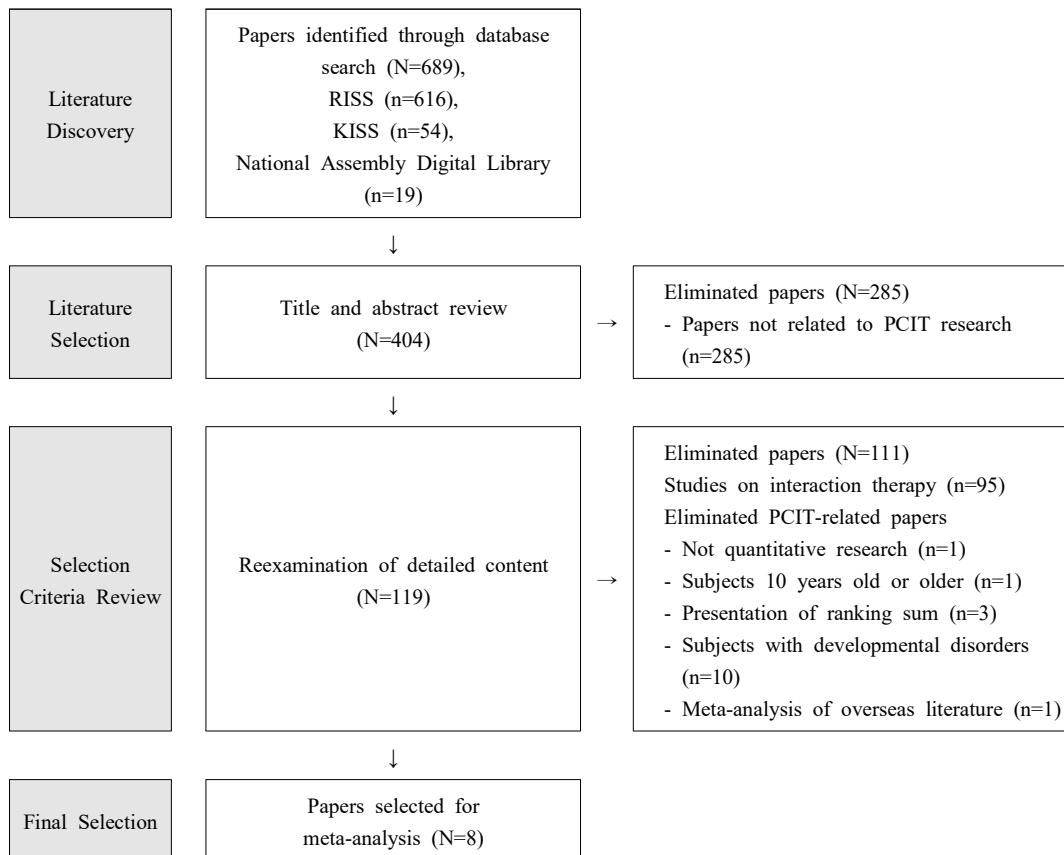 Literature
Discovery
Papers identified through database
search (N=689),
RISS (n=616),
KISS (n=54),
National Assembly Digital Library
(n=19)
↓
Literature
Selection
Title and abstract review
(N=404)
→
Eliminated papers (N=285)
- Papers not related to PCIT research
(n=285)
↓
Selection
Criteria Review
Reexamination of detailed content
(N=119)
→
Eliminated papers (N=111)
Studies on interaction therapy (n=95)
Eliminated PCIT-related papers
- Not quantitative research (n=1)
- Subjects 10 years old or older (n=1)
- Presentation of ranking sum (n=3)
- Subjects with developmental disorders
(n=10)
- Meta-analysis of overseas literature (n=1)
↓
Final Selection
Papers selected for
meta-analysis (N=8)